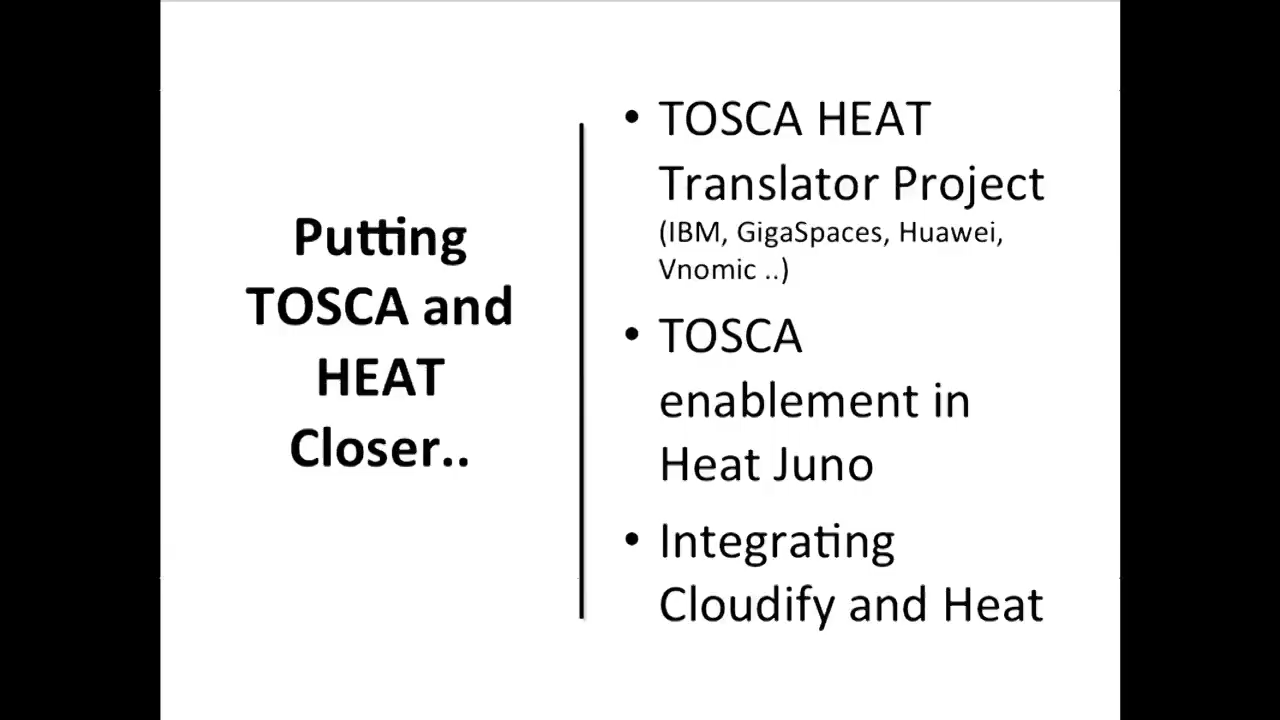 Putting
TOSCA and
HEAT
Closer..
• TOSCA HEAT
Translator Project
(IBM, GigaSpaces, Huawei,
Vnomic ..)
• TOSCA
enablement in
Heat Juno
• Integrating
Cloudify and Heat